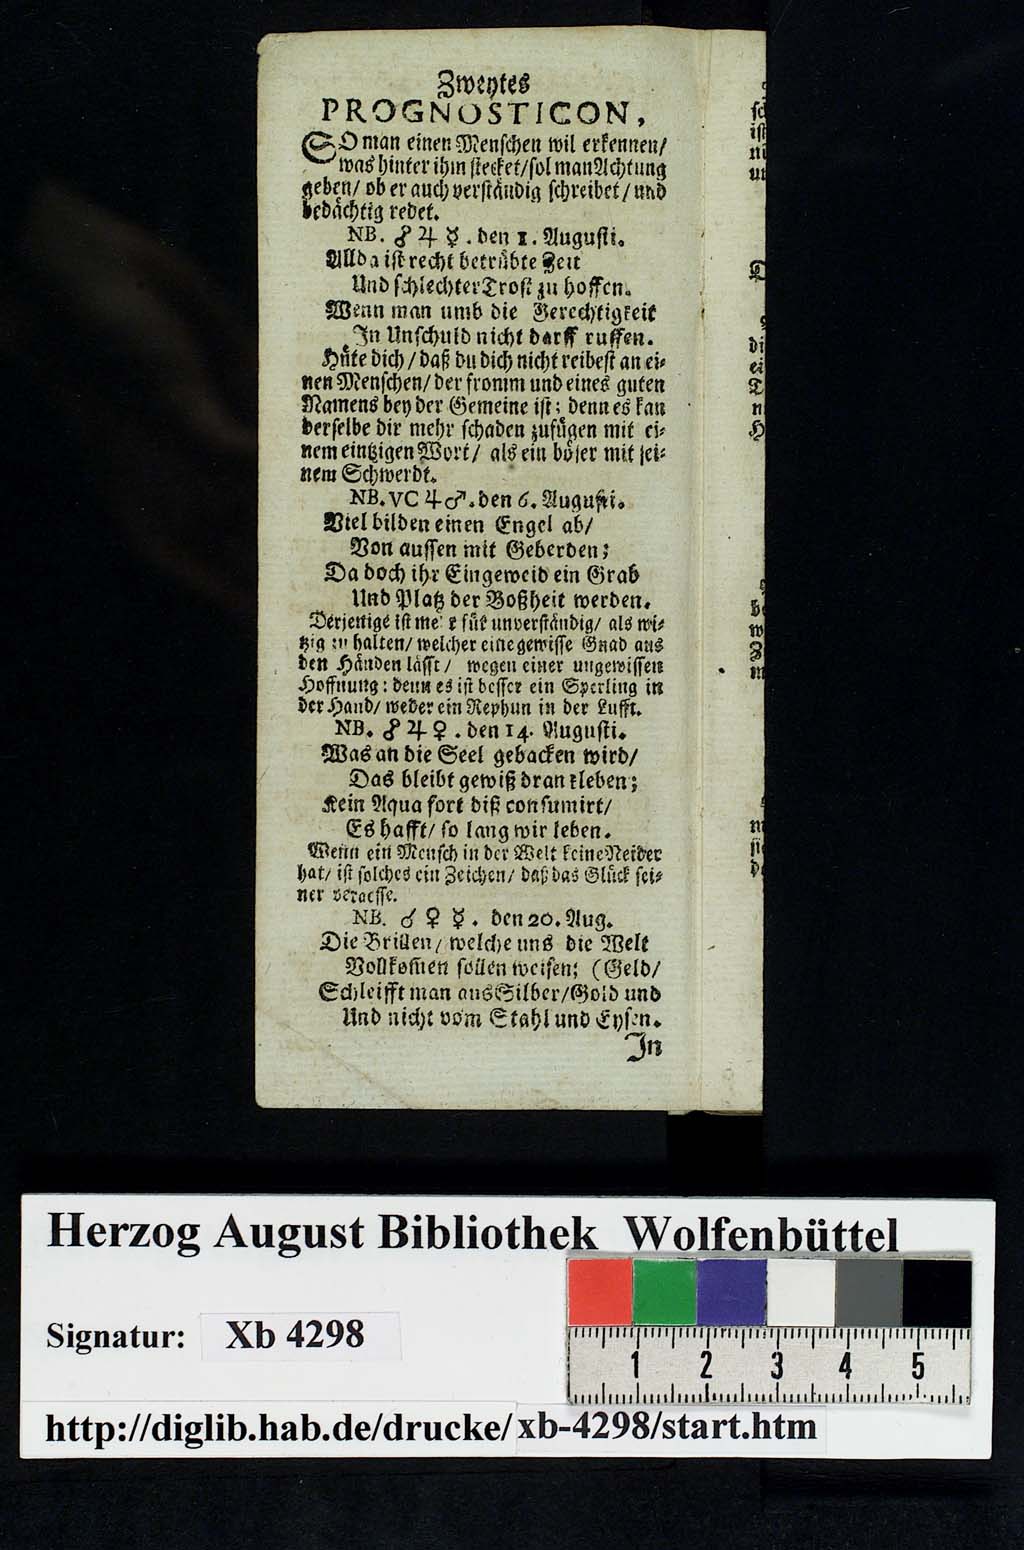 Zweytes
PROGNOSTICON,
SO man einen Menschen wil erkennen/
was hinter ihm stecket/ sol man Achtung
geben/ ob er auch verständig schreibet/ und
bedächtig redet.
NB. ☍ ♃ ☿. den 1. Augusti.
Allda ist recht betrübte Zeit
Und schlechter Trost zu hoffen.
Wenn man umb die Gerechtigkeit
In Unschuld nicht darff ruffen.
Hüte dich/ daß du dich nicht reibest an ei-
nen Menschen/ der fromm und eines guten
Namens bey der Gemeine ist; denn es kan
derselbe dir mehr schaden zufügen mit ei-
nem eintzigen Wort/ als ein böser mit sei-
nem Schwerdt.
NB. VC ♃ ♂. den 6. Augusti.
Viel bilden einen Engel ab/
Von aussen mit Geberden;
Da doch ihr Eingeweid ein Grab
Und Platz der Boßheit werden.
Derjenige ist mehr für unverständig/ als wi-
tzig zu halten/ welcher eine gewisse Gnad aus
den Händen lässt/ wegen einer ungewissen
Hoffnung: denn es ist besser ein Sperling in
der Hand/ weder ein Rephun in der Lufft.
NB. ☍ ♃ ♀. den 14. Augusti.
Was an die Seel gebacken wird/
Das bleibt gewiß dran kleben;
Kein Aqua fort diß consumirt/
Es hafft/ so lang wir leben.
Wenn ein Mensch in der Welt keine Neider
hat/ ist solches ein Zeichen/ daß das Glück sei-
ner vergesse.
NB. ☌ ♀ ☿. den 20. Aug.
Die Brillen/ welche uns die Welt
Vollkom̃en sollen weisen; (Geld/
Schleifft man aus Silber/ Gold und
Und nicht vom Stahl und Eysen.
In
Herzog August Bibliothek Wolfenbüttel
Signatur: Xb 4298
1 2 3 4 5
http://diglib.hab.de/drucke/xb-4298/start.htm